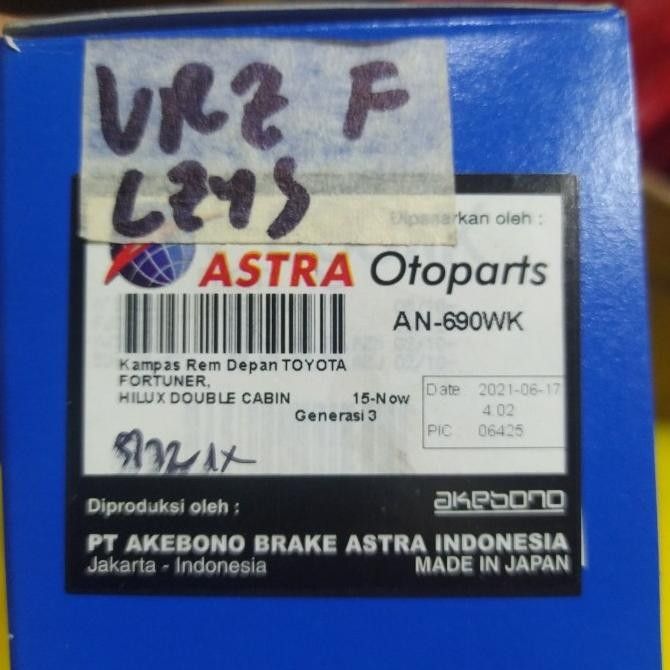 VRZ F
LZYS
Dipasarkan oleh :
ASTRA Otoparts
AN-690WK
Kampas Rem Depan TOYOTA
FORTUNER,
HILUX DOUBLE CABIN 15-Now
Generasi 3
Date 2021-06-17
4.02
PIC 06425
Diproduksi oleh :
akebono
PT AKEBONO BRAKE ASTRA INDONESIA
Jakarta - Indonesia MADE IN JAPAN